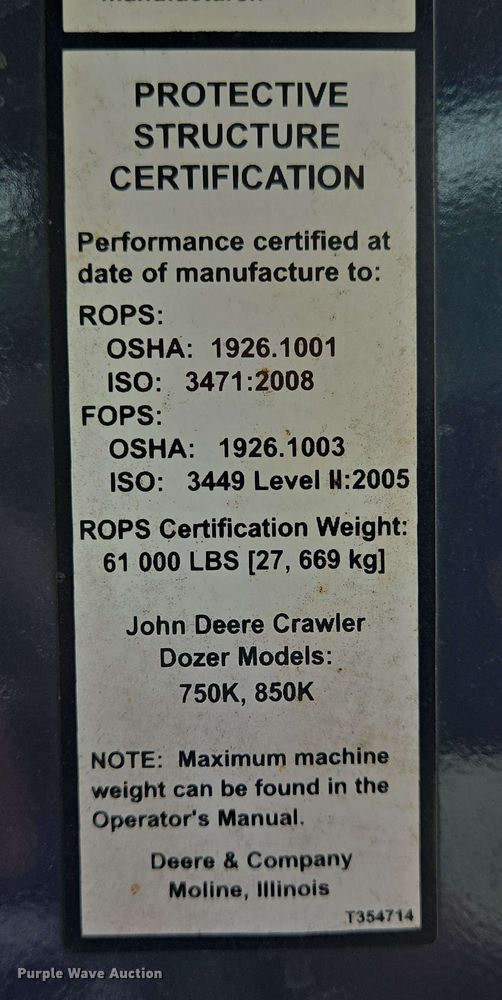 PROTECTIVE
STRUCTURE
CERTIFICATION
Performance certified at
date of manufacture to:
ROPS:
OSHA: 1926.1001
ISO: 3471:2008
FOPS:
OSHA: 1926.1003
ISO: 3449 Level II:2005
ROPS Certification Weight:
61 000 LBS [27, 669 kg]
John Deere Crawler
Dozer Models:
750K, 850K
NOTE: Maximum machine
weight can be found in the
Operator's Manual.
Deere & Company
Moline, Illinois
T354714
Purple Wave Auction